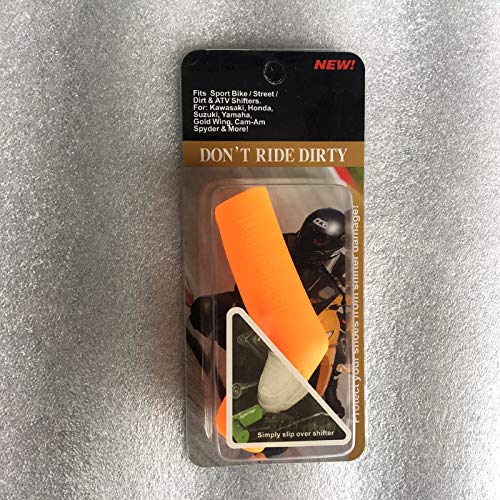 NEW!
Fits Sport Bike / Street /
Dirt & ATV Shifters.
For: Kawasaki, Honda,
Suzuki, Yamaha,
Gold Wing, Cam-Am
Spyder & More!
DON'T RIDE DIRTY
Protect your shoes from shifter damage!
Simply slip over shifter